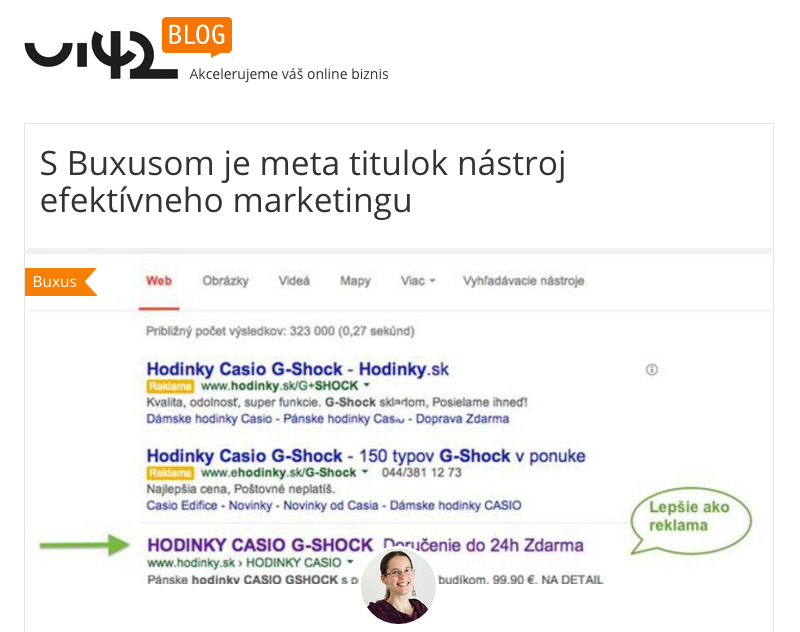 ui42 BLOG
Akcelerujeme váš online biznis
S Buxusom je meta titulok nástroj
efektívneho marketingu
Buxus
Web Obrázky Videá Mapy Viac Vyhľadávacie nástroje
Približný počet výsledkov: 323 000 (0,27 sekúnd)
Hodinky Casio G-Shock - Hodinky.sk
Reklama www.hodinky.sk/G+SHOCK
Kvalita, odolnosť, super funkcie. G-Shock skladom, Posielame ihneď!
Dámske hodinky Casio - Pánske hodinky Casio - Doprava Zdarma
Hodinky Casio G-Shock - 150 typov G-Shock v ponuke
Reklama www.ehodinky.sk/G-Shock 044/381 12 73
Najlepšia cena, Poštovné neplatíš.
Casio Edifice - Novinky - Novinky od Casia - Dámske hodinky CASIO
Lepšie ako
reklama
HODINKY CASIO G-SHOCK Doručenie do 24h Zdarma
www.hodinky.sk › HODINKY CASIO
Pánske hodinky CASIO GSHOCK s budíkom. 99.90 €. NA DETAIL